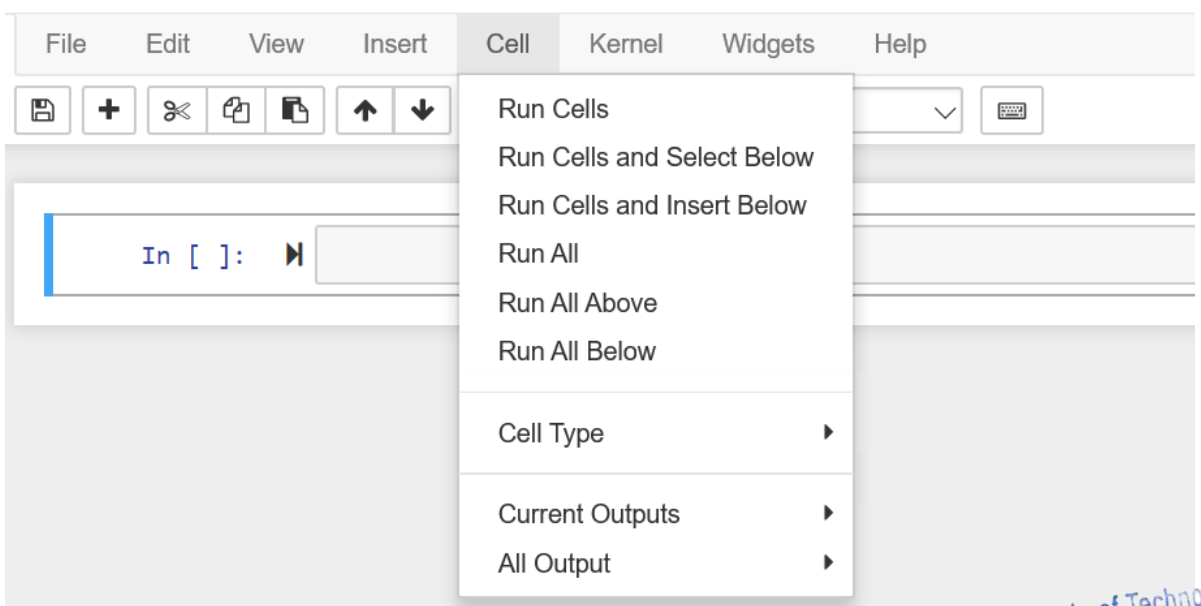 File Edit View Insert Cell Kernel Widgets Help
Run Cells
Run Cells and Select Below
Run Cells and Insert Below
In [ ]:
Run All
Run All Above
Run All Below
Cell Type
Current Outputs
All Output
of